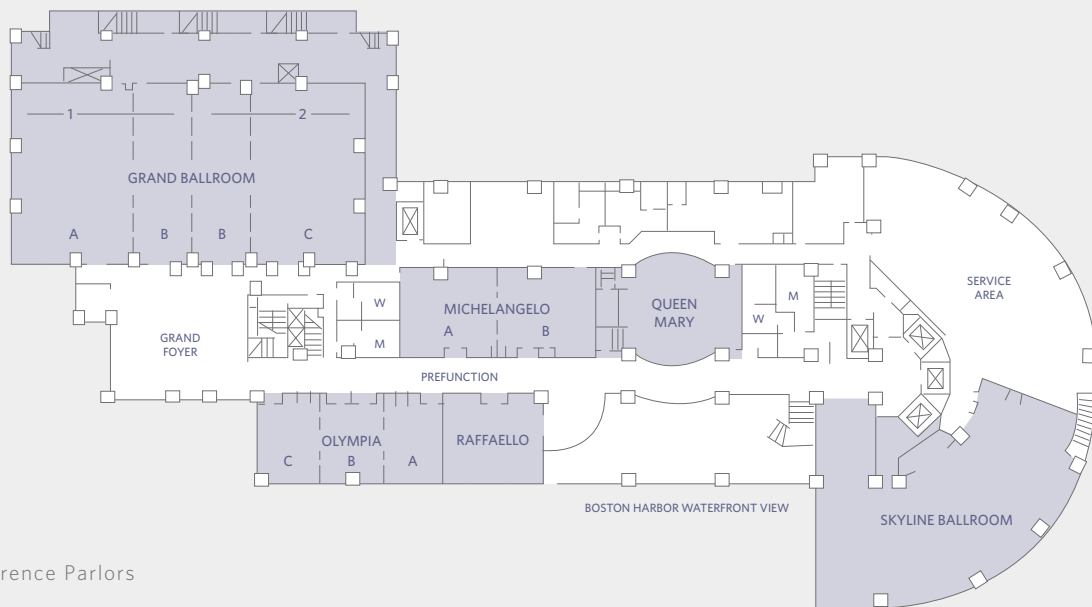 1
2
GRAND BALLROOM
A
B
B
C
SERVICE
AREA
W
M
MICHELANGELO
A
B
QUEEN
MARY
M
W
GRAND
FOYER
PREFUNCTION
OLYMPIA
C
B
A
RAFFAELLO
BOSTON HARBOR WATERFRONT VIEW
SKYLINE BALLROOM
rence Parlors